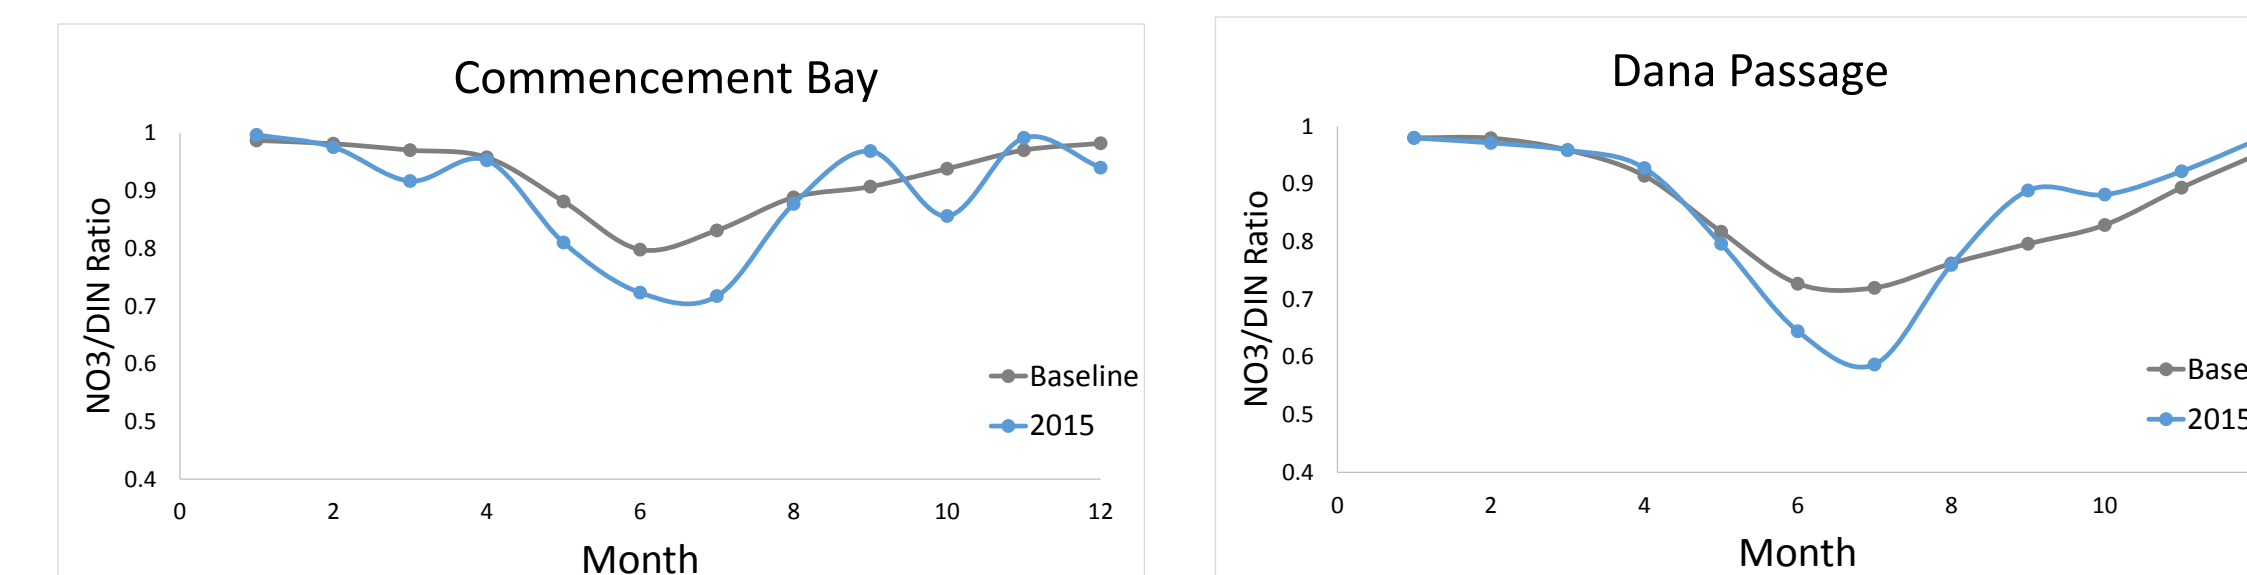 Commencement Bay
1
0.9
0.8
0.7
0.6
0.5
0.4
NO3/DIN Ratio
Baseline
2015
0 2 4 6 8 10 12
Month
Dana Passage
1
0.9
0.8
0.7
0.6
0.5
0.4
NO3/DIN Ratio
Base
2015
0 2 4 6 8 10
Month